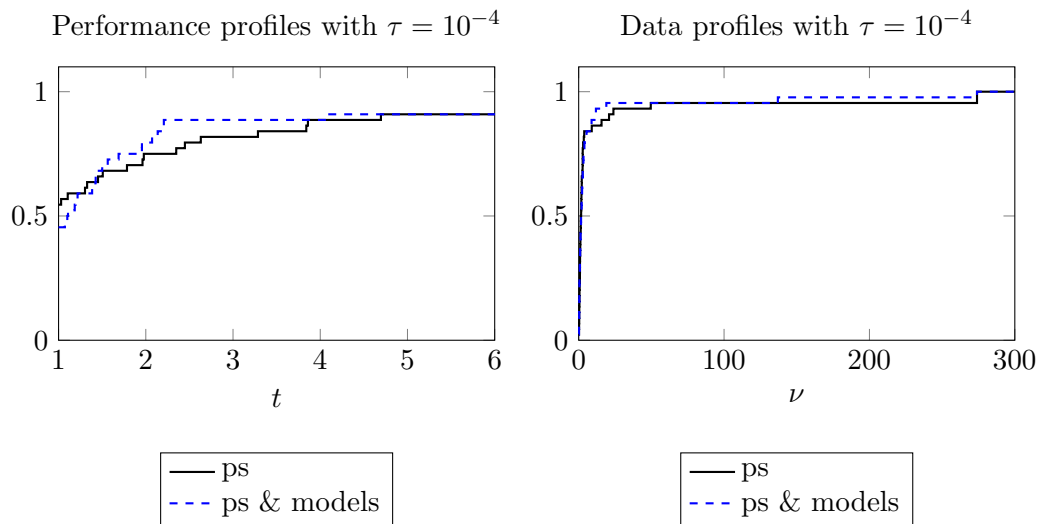 Performance profiles with τ = 10⁻⁴
1
0.5
0
1 2 3 4 5 6
t
ps
ps & models
Data profiles with τ = 10⁻⁴
1
0.5
0
0 100 200 300
ν
ps
ps & models